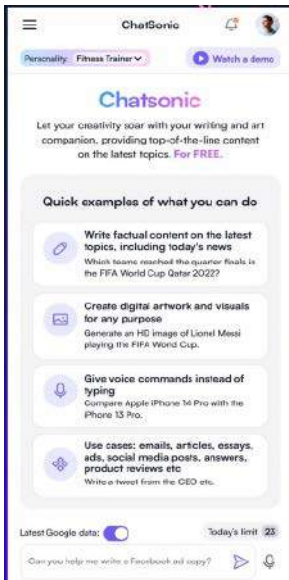 ChatSonic
Personality: Fitness Trainer
Watch a demo
Chatsonic
Let your creativity soar with your writing and art
companion, providing top-of-the-line content
on the latest topics. For FREE.
Quick examples of what you can do
Write factual content on the latest
topics, including today's news
Which teams reached the quarter finals is
the FIFA World Cup Qatar 2022?
Create digital artwork and visuals
for any purpose
Generate an HD image of Lionel Messi
playing the FIFA World Cup.
Give voice commands instead of
typing
Compare Apple iPhone 14 Pro with the
iPhone 13 Pro.
Use cases: emails, articles, essays,
ads, social media posts, answers,
product reviews etc
Write a tweet from the CEO etc.
Latest Google data:
Today's limit 23
Can you help me write a Facebook ad copy?